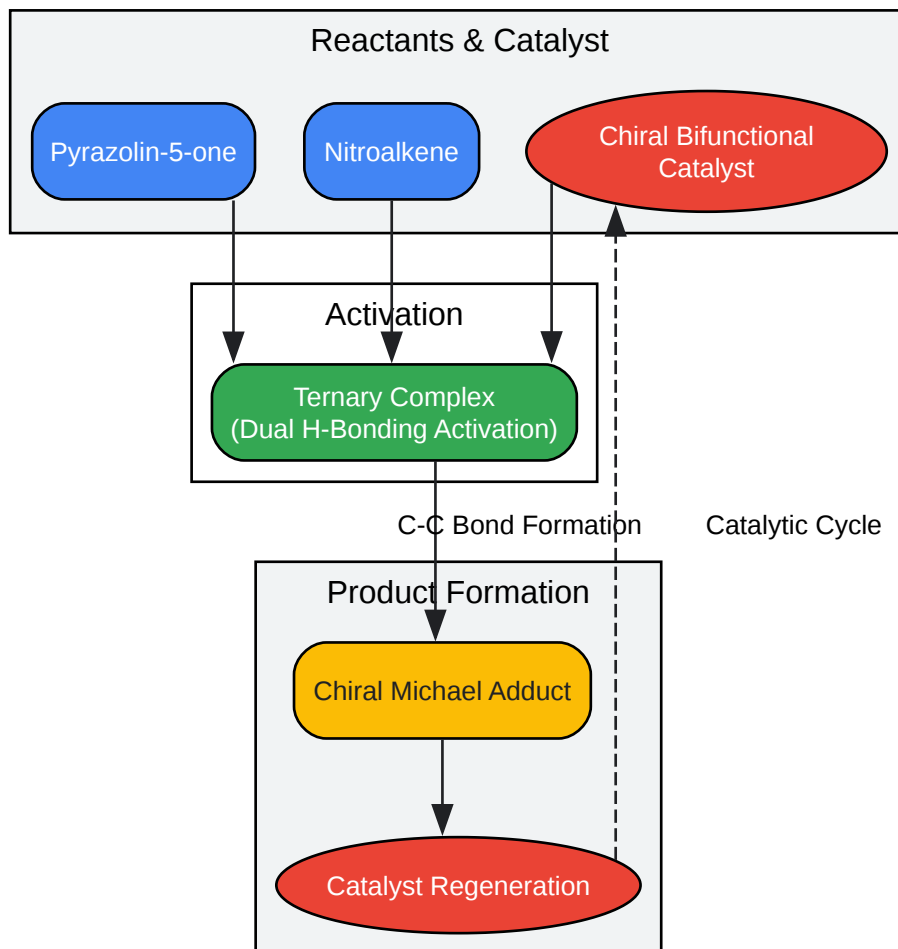 Reactants & Catalyst
Pyrazolin-5-one
Nitroalkene
Chiral Bifunctional
Catalyst
Activation
Ternary Complex
(Dual H-Bonding Activation)
C-C Bond Formation
Catalytic Cycle
Product Formation
Chiral Michael Adduct
Catalyst Regeneration